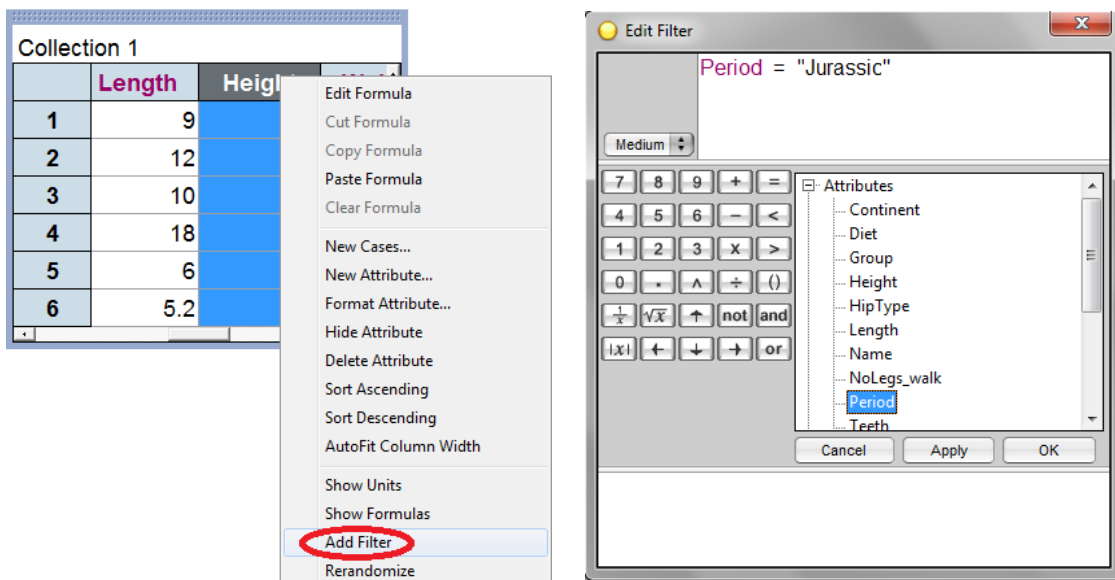 Collection 1
Length Heigh
1 9
2 12
3 10
4 18
5 6
6 5.2
Edit Formula
Cut Formula
Copy Formula
Paste Formula
Clear Formula
New Cases...
New Attribute...
Format Attribute...
Hide Attribute
Delete Attribute
Sort Ascending
Sort Descending
AutoFit Column Width
Show Units
Show Formulas
Add Filter
Rerandomize
Edit Filter
x
Period = "Jurassic"
Medium
7 8 9 + =
4 5 6 - <
1 2 3 x >
0 . ^ ÷ ()
1/x √x ↑ not and
|x| ← ↓ → or
Attributes
Continent
Diet
Group
Height
HipType
Length
Name
NoLegs_walk
Period
Teeth
Cancel Apply OK